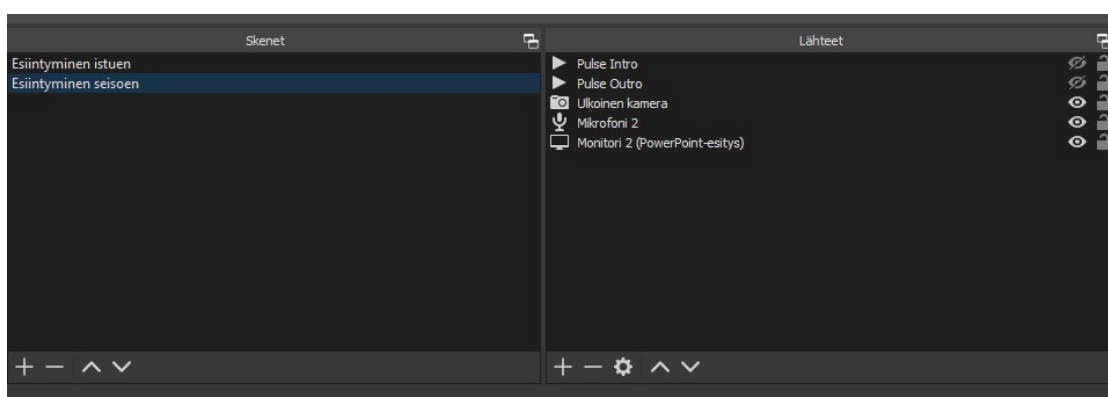 Skenet
Esiintyminen istuen
Esiintyminen seisoen
Lähteet
Pulse Intro
Pulse Outro
Ulkoinen kamera
Mikrofoni 2
Monitori 2 (PowerPoint-esitys)